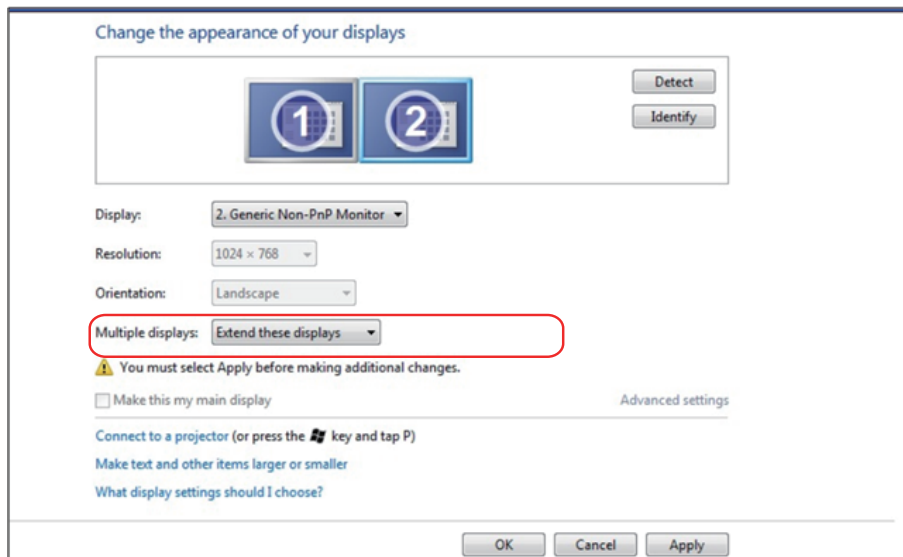 Change the appearance of your displays
1
2
Detect
Identify
Display:
2. Generic Non-PnP Monitor
Resolution:
1024 × 768
Orientation:
Landscape
Multiple displays:
Extend these displays
You must select Apply before making additional changes.
Make this my main display
Advanced settings
Connect to a projector (or press the key and tap P)
Make text and other items larger or smaller
What display settings should I choose?
OK
Cancel
Apply